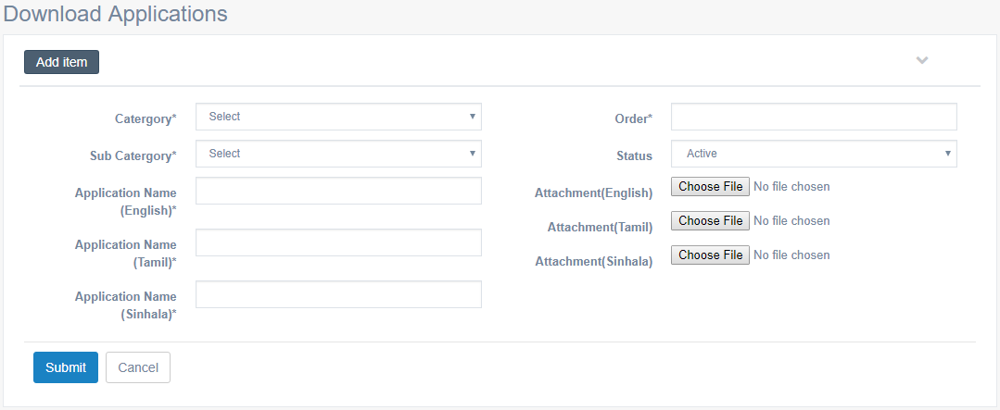 Download Applications
Add item
Catergory* Select
Order*
Sub Catergory* Select
Status Active
Application Name
(English)*
Attachment(English) Choose File No file chosen
Attachment(Tamil) Choose File No file chosen
Application Name
(Tamil)*
Attachment(Sinhala) Choose File No file chosen
Application Name
(Sinhala)*
Submit Cancel